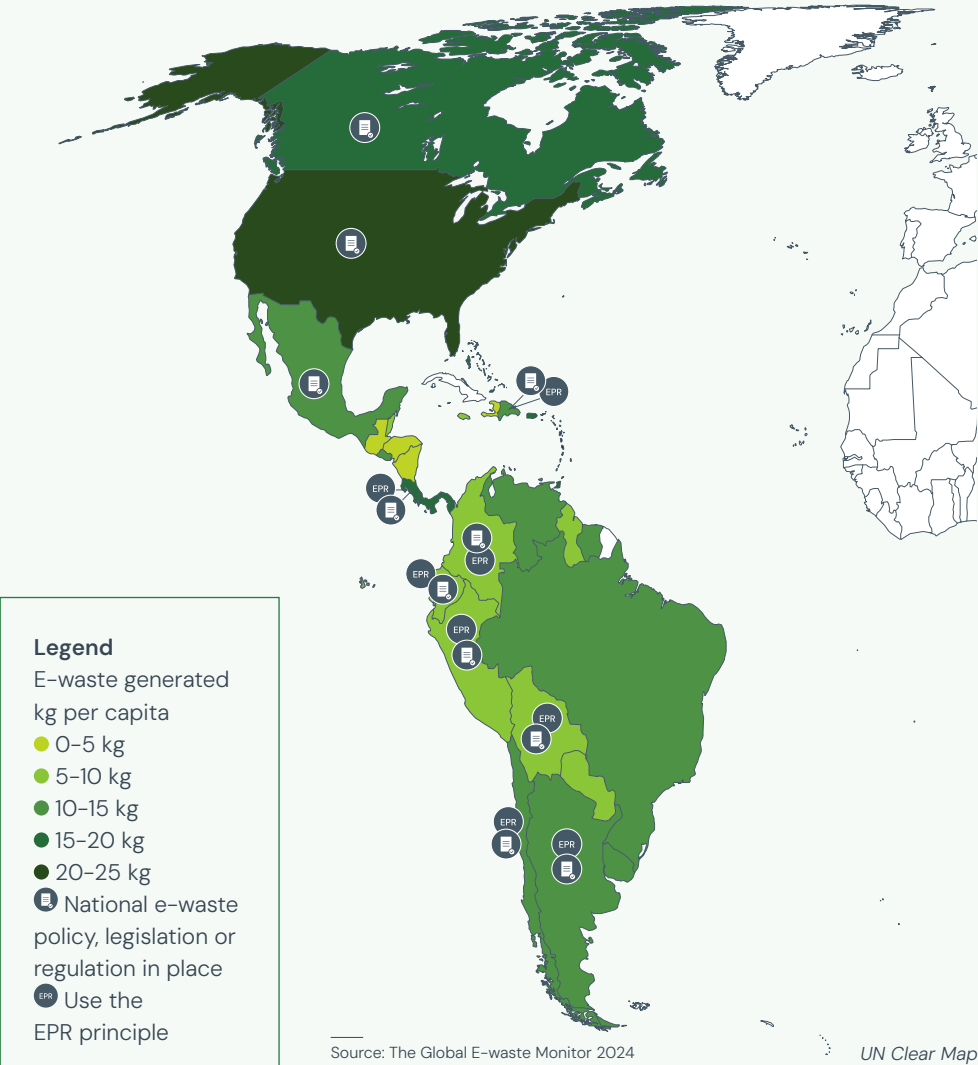 EPR
EPR
EPR
EPR
EPR
EPR
EPR
EPR
Legend
E-waste generated
kg per capita
0-5 kg
5-10 kg
10-15 kg
15-20 kg
20-25 kg
National e-waste
policy, legislation or
regulation in place
EPR Use the
EPR principle
Source: The Global E-waste Monitor 2024
UN Clear Map